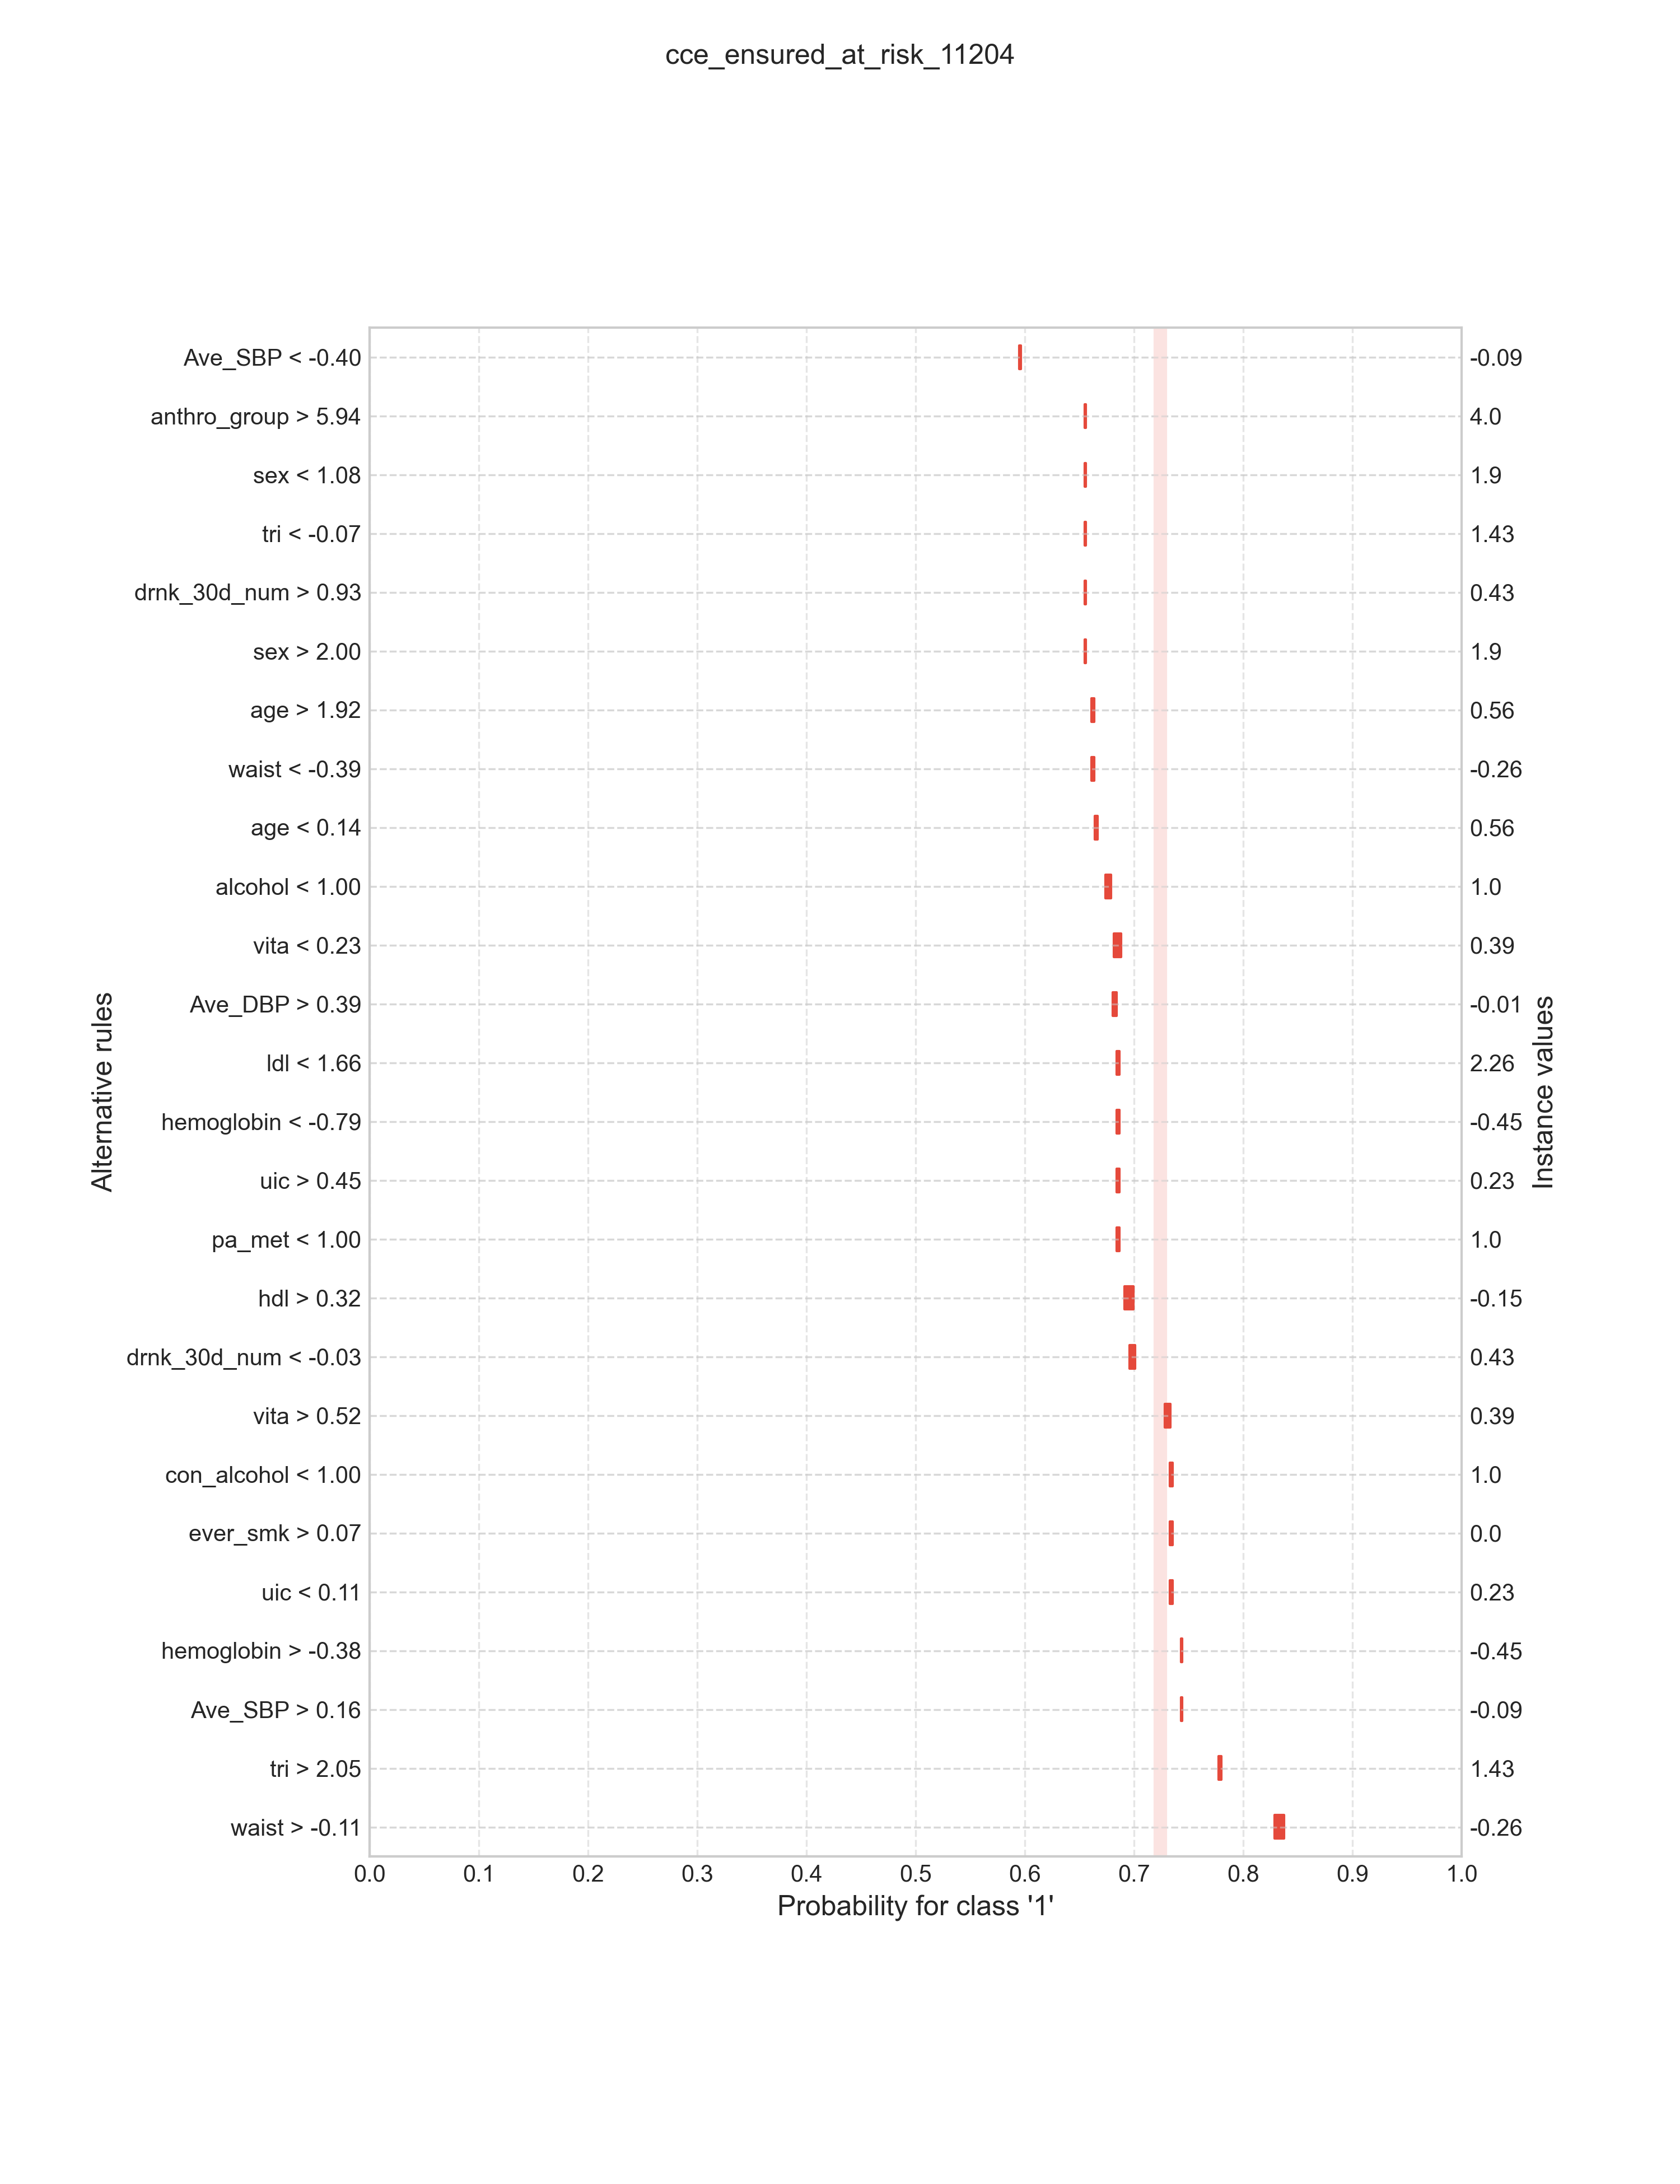 cce_ensured_at_risk_11204
Ave_SBP < -0.40 -0.09
anthro_group > 5.94 4.0
sex < 1.08 1.9
tri < -0.07 1.43
drnk_30d_num > 0.93 0.43
sex > 2.00 1.9
age > 1.92 0.56
waist < -0.39 -0.26
age < 0.14 0.56
alcohol < 1.00 1.0
vita < 0.23 0.39
Ave_DBP > 0.39 -0.01
ldl < 1.66 2.26
hemoglobin < -0.79 -0.45
uic > 0.45 0.23
pa_met < 1.00 1.0
hdl > 0.32 -0.15
drnk_30d_num < -0.03 0.43
vita > 0.52 0.39
con_alcohol < 1.00 1.0
ever_smk > 0.07 0.0
uic < 0.11 0.23
hemoglobin > -0.38 -0.45
Ave_SBP > 0.16 -0.09
tri > 2.05 1.43
waist > -0.11 -0.26
Alternative rules
Instance values
0.0 0.1 0.2 0.3 0.4 0.5 0.6 0.7 0.8 0.9 1.0
Probability for class '1'